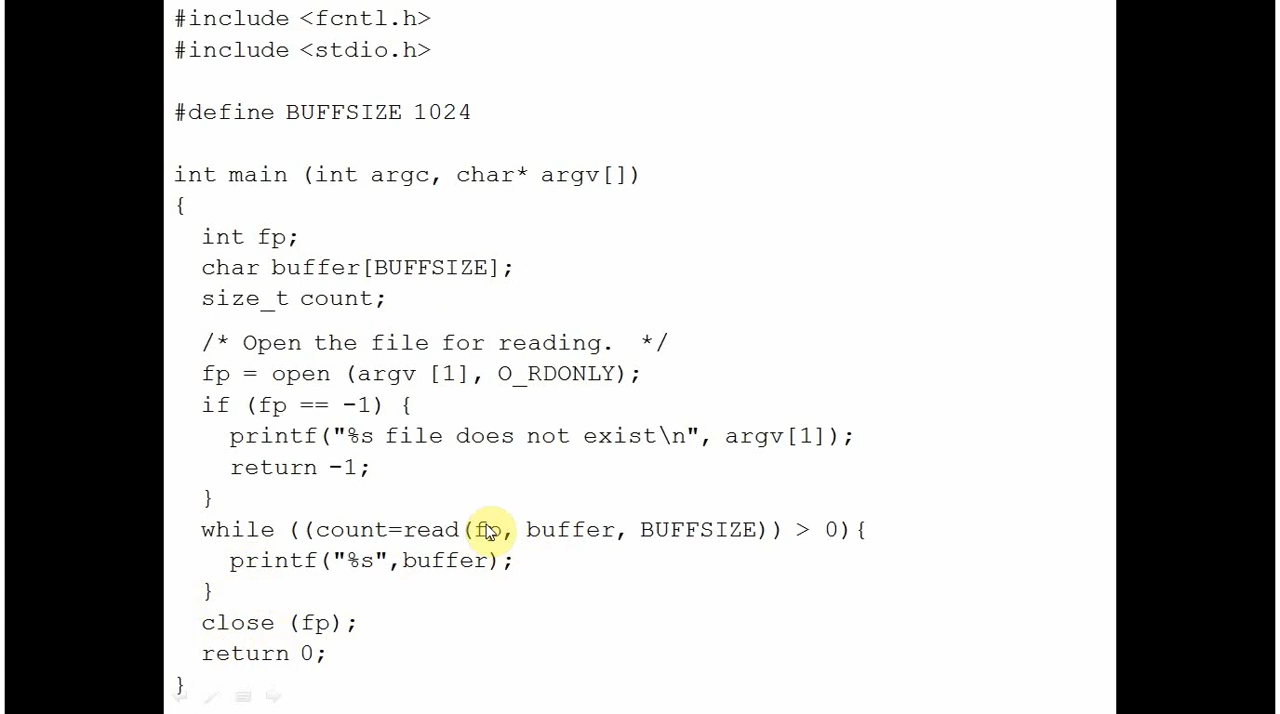 #include <fcntl.h>
#include <stdio.h>
#define BUFFSIZE 1024
int main (int argc, char* argv[])
{
int fp;
char buffer[BUFFSIZE];
size_t count;
/* Open the file for reading.  */
fp = open (argv [1], O_RDONLY);
if (fp == -1) {
printf("%s file does not exist\n", argv[1]);
return -1;
}
while ((count=read(fp, buffer, BUFFSIZE)) > 0){
printf("%s",buffer);
}
close (fp);
return 0;
}